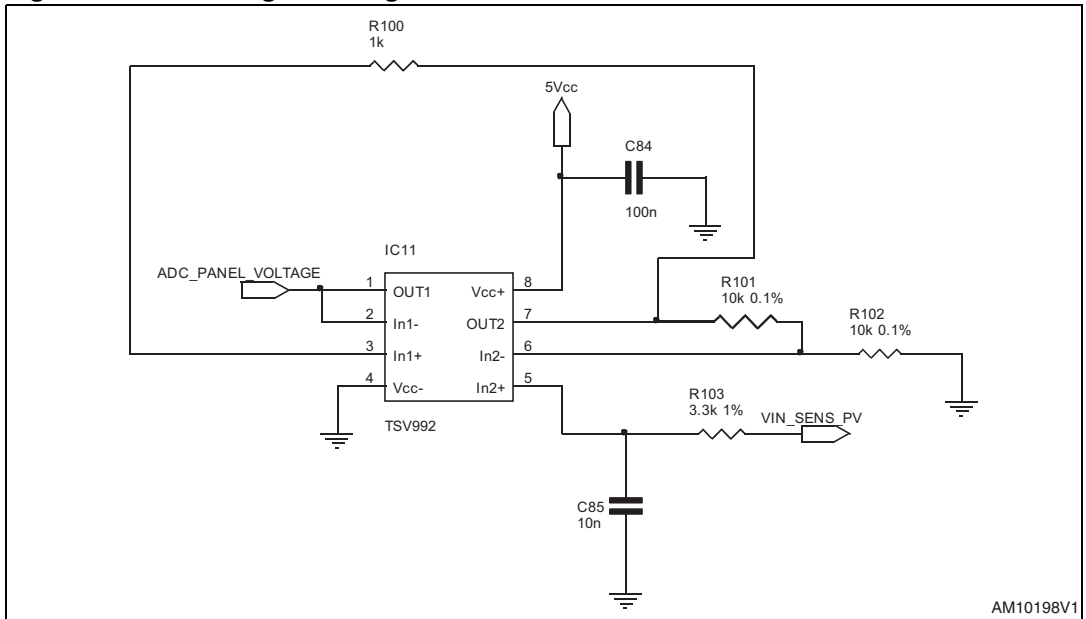 R100
1k
5Vcc
C84
100n
IC11
ADC_PANEL_VOLTAGE
1
OUT1
Vcc+
8
2
In1-
OUT2
7
3
In1+
In2-
6
4
Vcc-
In2+
5
TSV992
R101
10k 0.1%
R102
10k 0.1%
R103
3.3k 1%
VIN_SENS_PV
C85
10n
AM10198V1